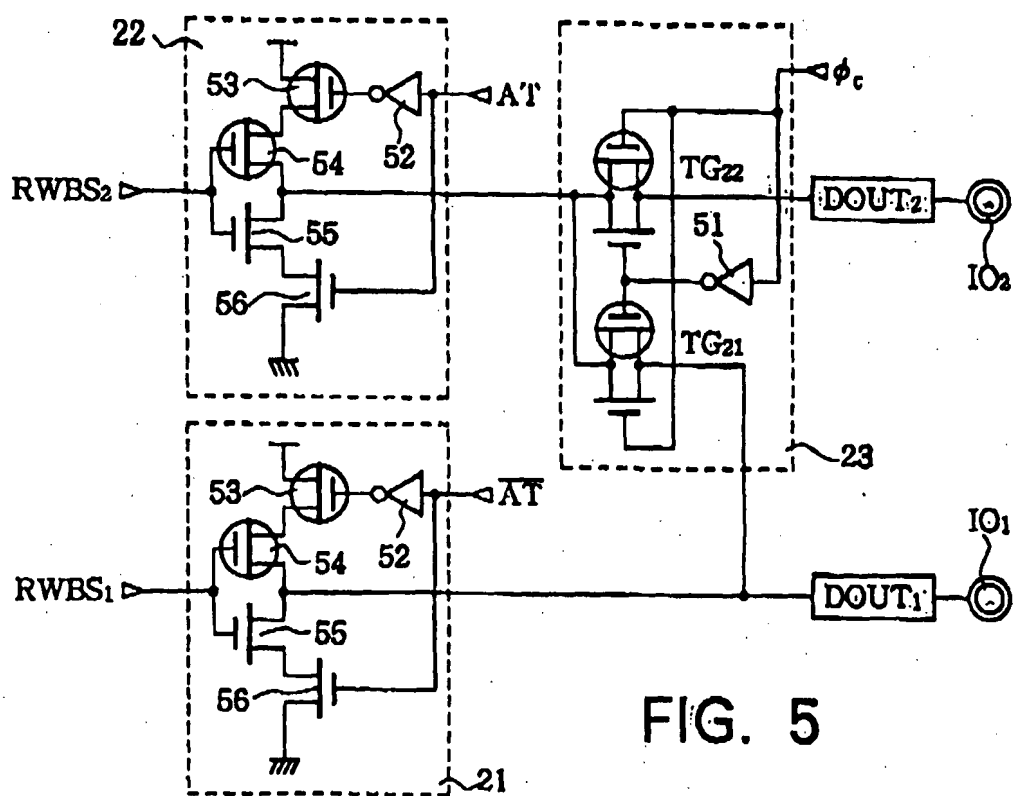 22
53
AT
52
54
RWBS₂
55
56
ϕc
TG₂₂
51
DOUT₂
IO₂
TG₂₁
23
53
A̅T̅
52
54
RWBS₁
55
56
21
IO₁
DOUT₁
FIG. 5